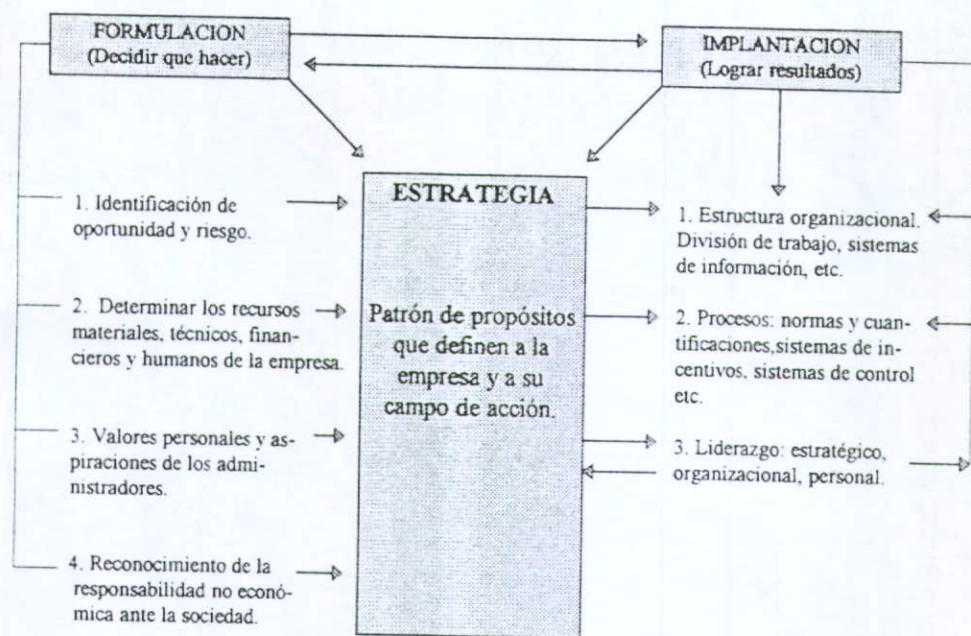 FORMULACION
(Decidir que hacer)
IMPLANTACION
(Lograr resultados)
1. Identificación de
oportunidad y riesgo.
2. Determinar los recursos
materiales, técnicos, finan-
cieros y humanos de la empresa.
3. Valores personales y as-
piraciones de los admi-
nistradores.
4. Reconocimiento de la
responsabilidad no econó-
mica ante la sociedad.
ESTRATEGIA
Patrón de propósitos
que definen a la
empresa y a su
campo de acción.
1. Estructura organizacional.
División de trabajo, sistemas
de información, etc.
2. Procesos: normas y cuan-
tificaciones,sistemas de in-
centivos, sistemas de control
etc.
3. Liderazgo: estratégico,
organizacional, personal.